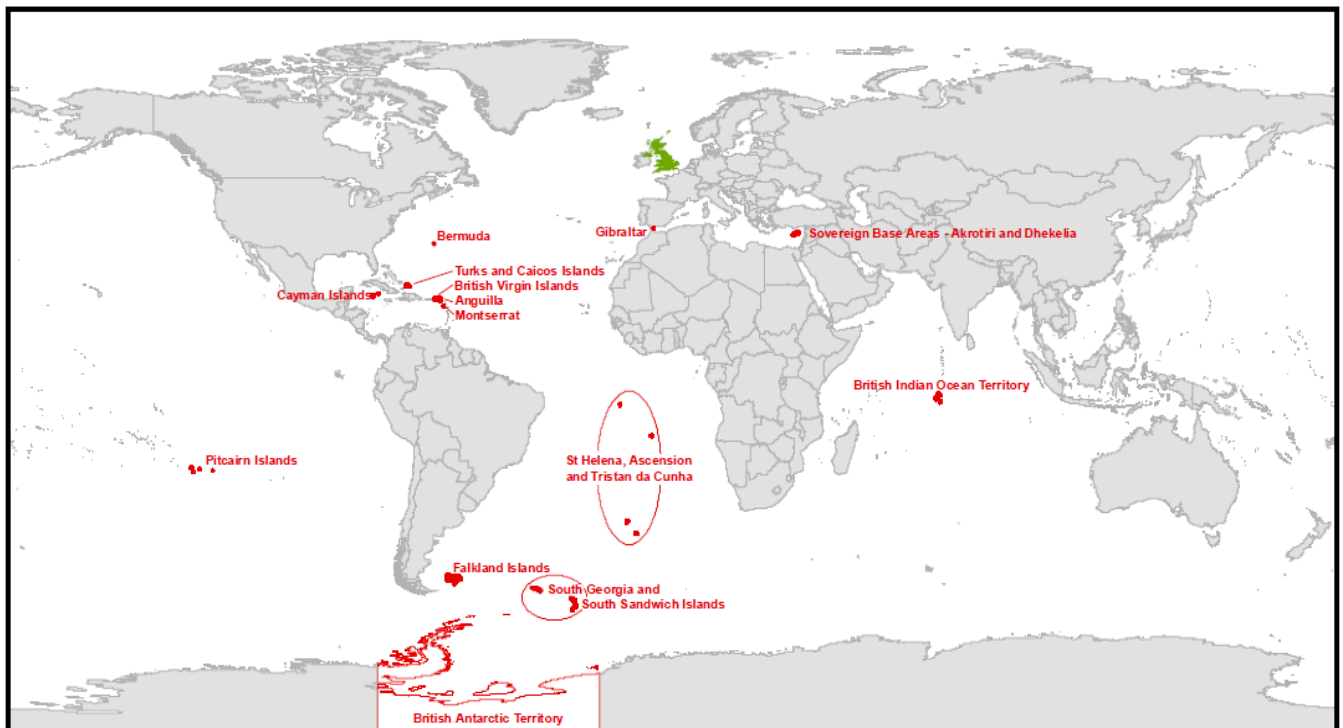 Bermuda
Gibraltar
Sovereign Base Areas - Akrotiri and Dhekelia
Turks and Caicos Islands
British Virgin Islands
Cayman Islands
Anguilla
Montserrat
British Indian Ocean Territory
Pitcairn Islands
St Helena, Ascension
and Tristan da Cunha
Falkland Islands
South Georgia and
South Sandwich Islands
British Antarctic Territory